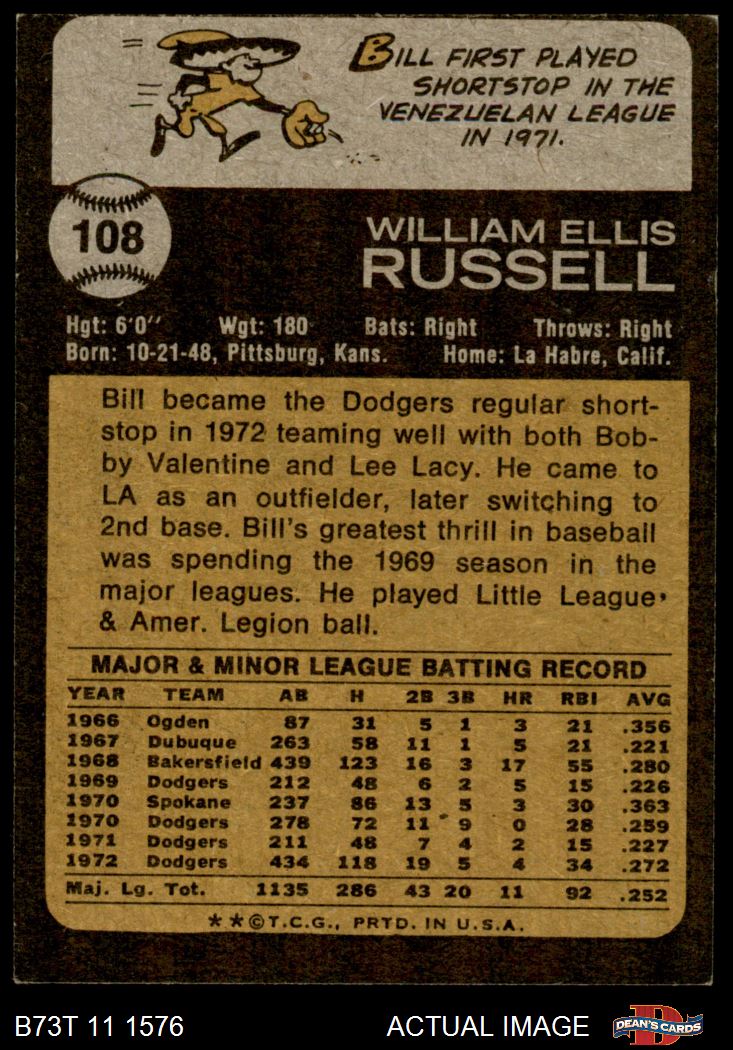 BILL FIRST PLAYED
SHORTSTOP IN THE
VENEZUELAN LEAGUE
IN 1971.
108
WILLIAM ELLIS
RUSSELL
Hgt: 6'0" Wgt: 180 Bats: Right Throws: Right
Born: 10-21-48, Pittsburg, Kans. Home: La Habre, Calif.
Bill became the Dodgers regular short-
stop in 1972 teaming well with both Bob-
by Valentine and Lee Lacy. He came to
LA as an outfielder, later switching to
2nd base. Bill's greatest thrill in baseball
was spending the 1969 season in the
major leagues. He played Little League
& Amer. Legion ball.
MAJOR & MINOR LEAGUE BATTING RECORD
YEAR TEAM AB H 2B 3B HR RBI AVG
1966 Ogden 87 31 5 1 3 21 .356
1967 Dubuque 263 58 11 1 5 21 .221
1968 Bakersfield 439 123 16 3 17 55 .280
1969 Dodgers 212 48 6 2 5 15 .226
1970 Spokane 237 86 13 5 3 30 .363
1970 Dodgers 278 72 11 9 0 28 .259
1971 Dodgers 211 48 7 4 2 15 .227
1972 Dodgers 434 118 19 5 4 34 .272
Maj. Lg. Tot. 1135 286 43 20 11 92 .252
**©T.C.G., PRTD. IN U.S.A.
B73T 11 1576 ACTUAL IMAGE DEAN'S CARDS